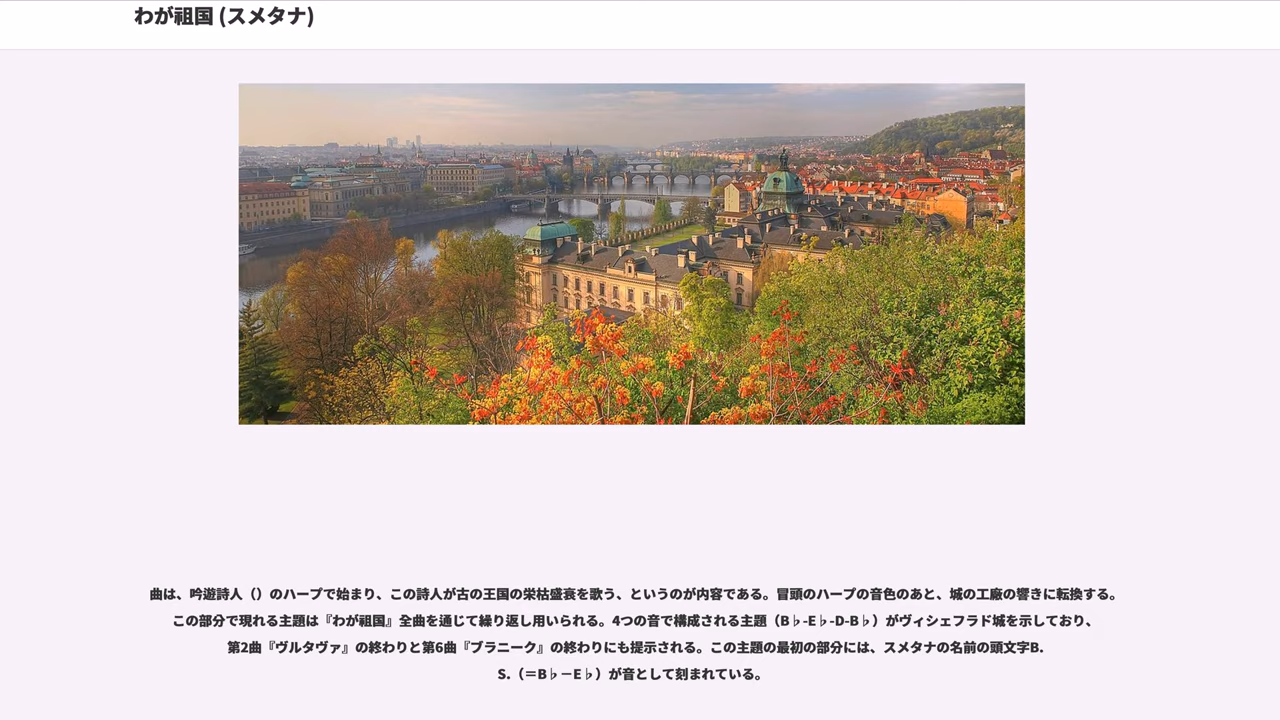 わが祖国 (スメタナ)
曲は、吟遊詩人（）のハープで始まり、この詩人が古の王国の栄枯盛衰を歌う、というのが内容である。冒頭のハープの音色のあと、城の工廠の響きに転換する。
この部分で現れる主題は『わが祖国』全曲を通じて繰り返し用いられる。4つの音で構成される主題（B♭-E♭-D-B♭）がヴィシェフラド城を示しており、
第2曲『ヴルタヴァ』の終わりと第6曲『ブラニーク』の終わりにも提示される。この主題の最初の部分には、スメタナの名前の頭文字B.
S.（＝B♭－E♭）が音として刻まれている。